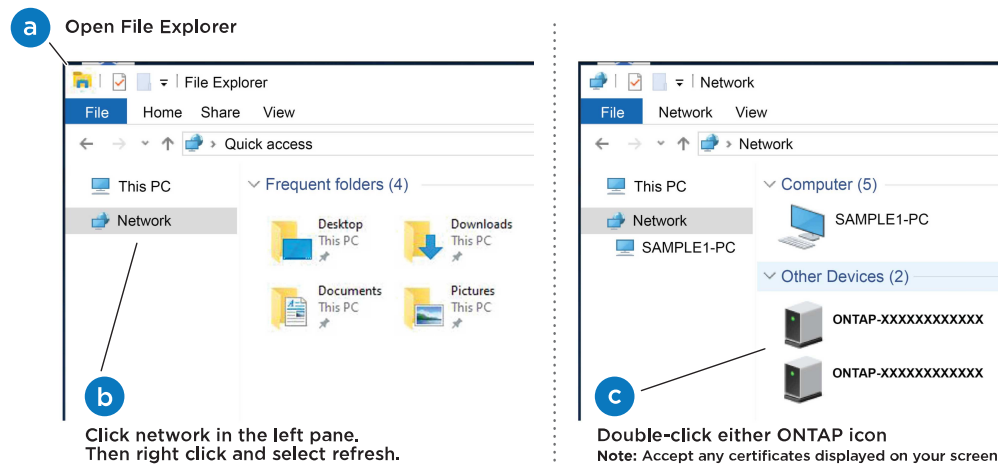 a Open File Explorer
File Explorer
File Home Share View
Quick access
This PC
Network
Frequent folders (4)
Desktop
This PC
Downloads
This PC
Documents
This PC
Pictures
This PC
b
Click network in the left pane.
Then right click and select refresh.
Network
File Network View
Network
This PC
Network
SAMPLE1-PC
Computer (5)
SAMPLE1-PC
Other Devices (2)
ONTAP-XXXXXXXXXXXX
ONTAP-XXXXXXXXXXXX
c
Double-click either ONTAP icon
Note: Accept any certificates displayed on your screen